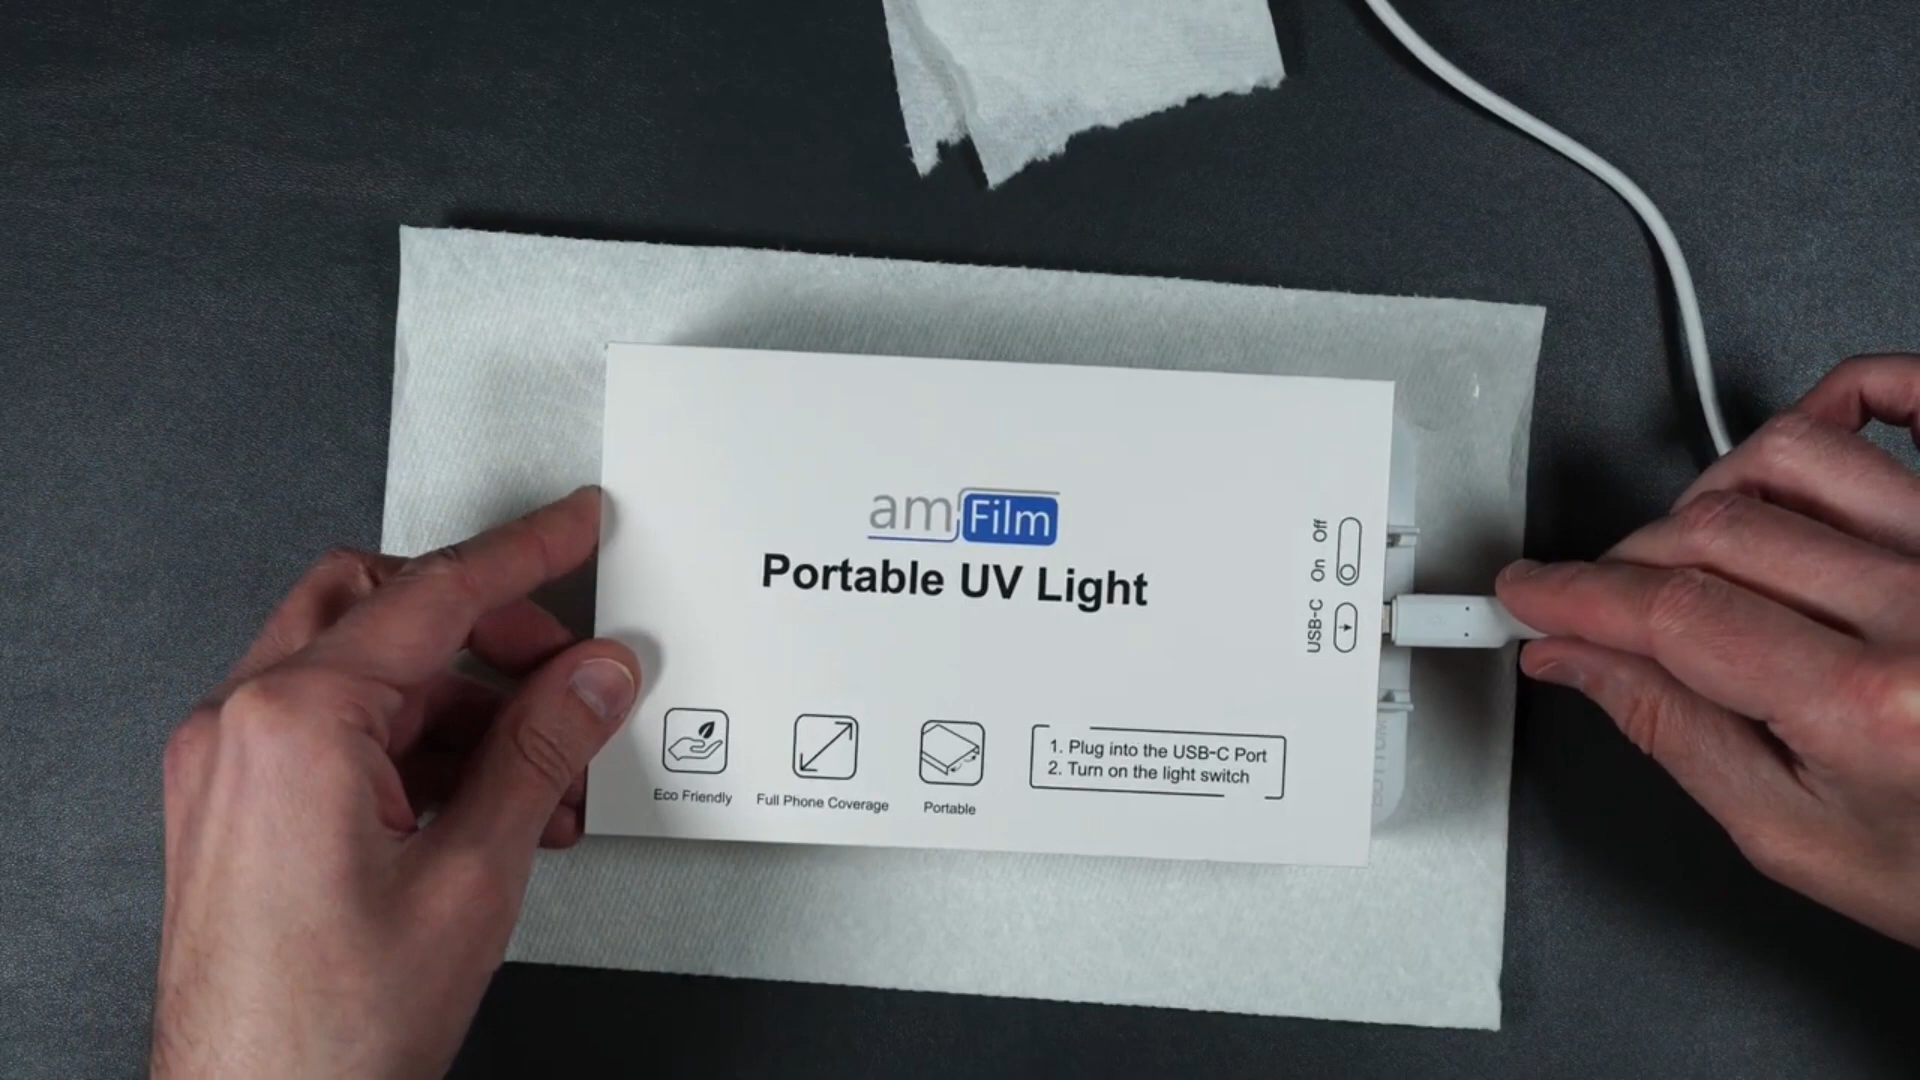 amFilm
Portable UV Light
On Off
USB-C
Eco Friendly
Full Phone Coverage
Portable
1. Plug into the USB-C Port
2. Turn on the light switch